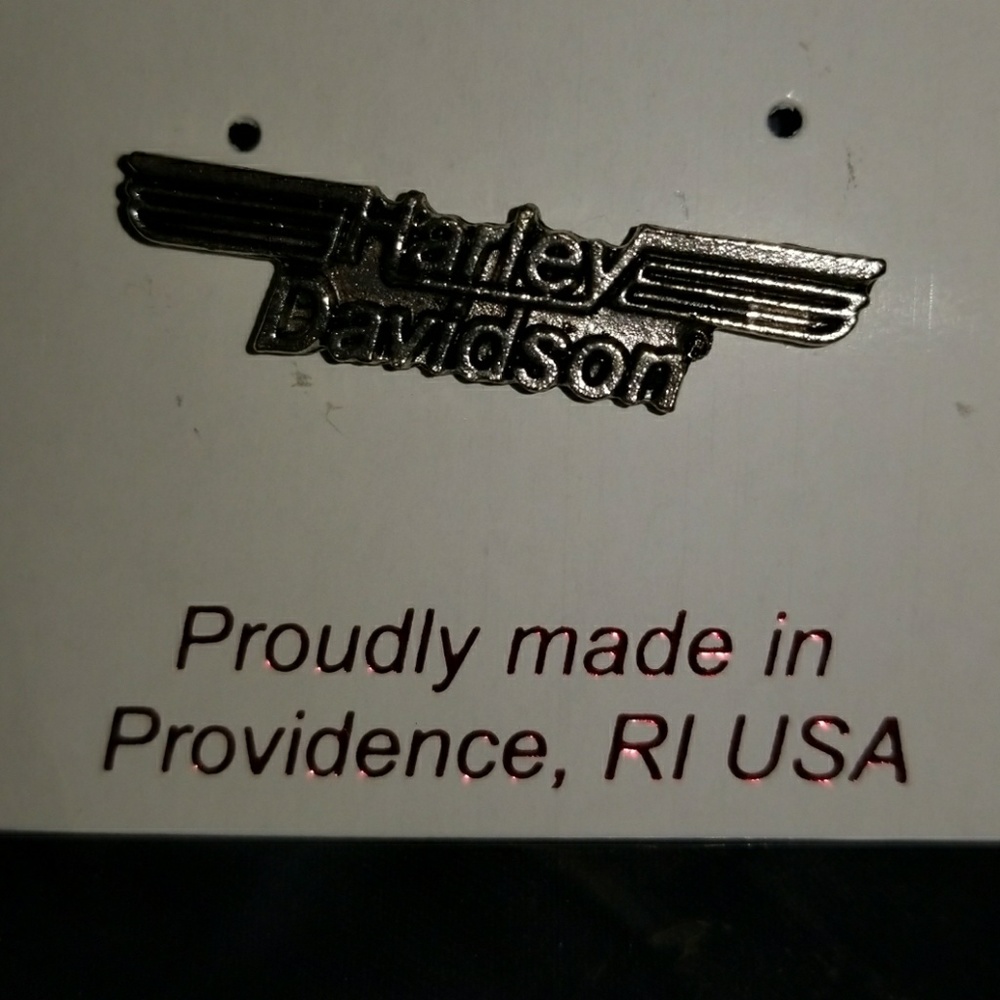 Harley
Davidson
Proudly made in
Providence, RI USA